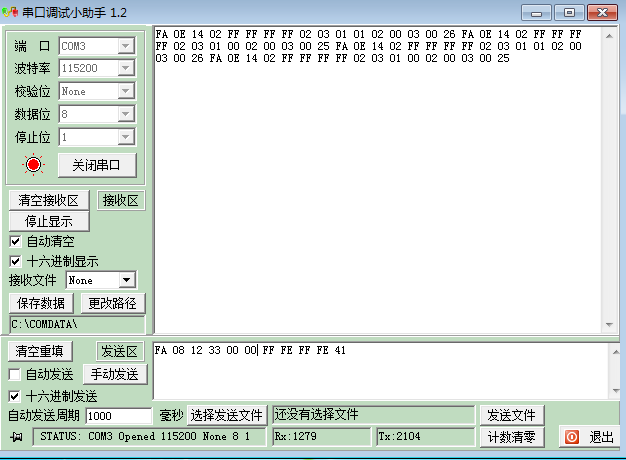 串口调试小助手 1.2
端 口 COM3
波特率 115200
校验位 None
数据位 8
停止位 1
关闭串口
清空接收区 接收区
停止显示
自动清空
十六进制显示
接收文件 None
保存数据 更改路径
C:\COMDATA\
FA 0E 14 02 FF FF FF FF 02 03 01 01 02 00 03 00 26 FA 0E 14 02 FF FF FF
FF 02 03 01 00 02 00 03 00 25 FA 0E 14 02 FF FF FF FF 02 03 01 01 02 00
03 00 26 FA 0E 14 02 FF FF FF FF 02 03 01 00 02 00 03 00 25
清空重填 发送区
自动发送 手动发送
十六进制发送
FA 08 12 33 00 00 FF FE FF FE 41
自动发送周期 1000 毫秒 选择发送文件 还没有选择文件 发送文件
STATUS: COM3 Opened 115200 None 8 1 Rx:1279 Tx:2104 计数清零 退出